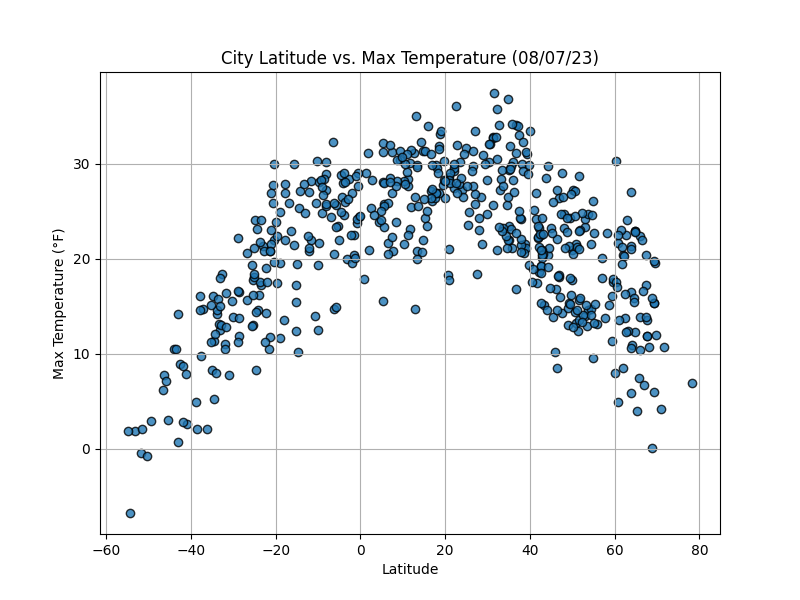 City Latitude vs. Max Temperature (08/07/23)
Max Temperature (°F)
30
20
10
0
−60 −40 −20 0 20 40 60 80
Latitude